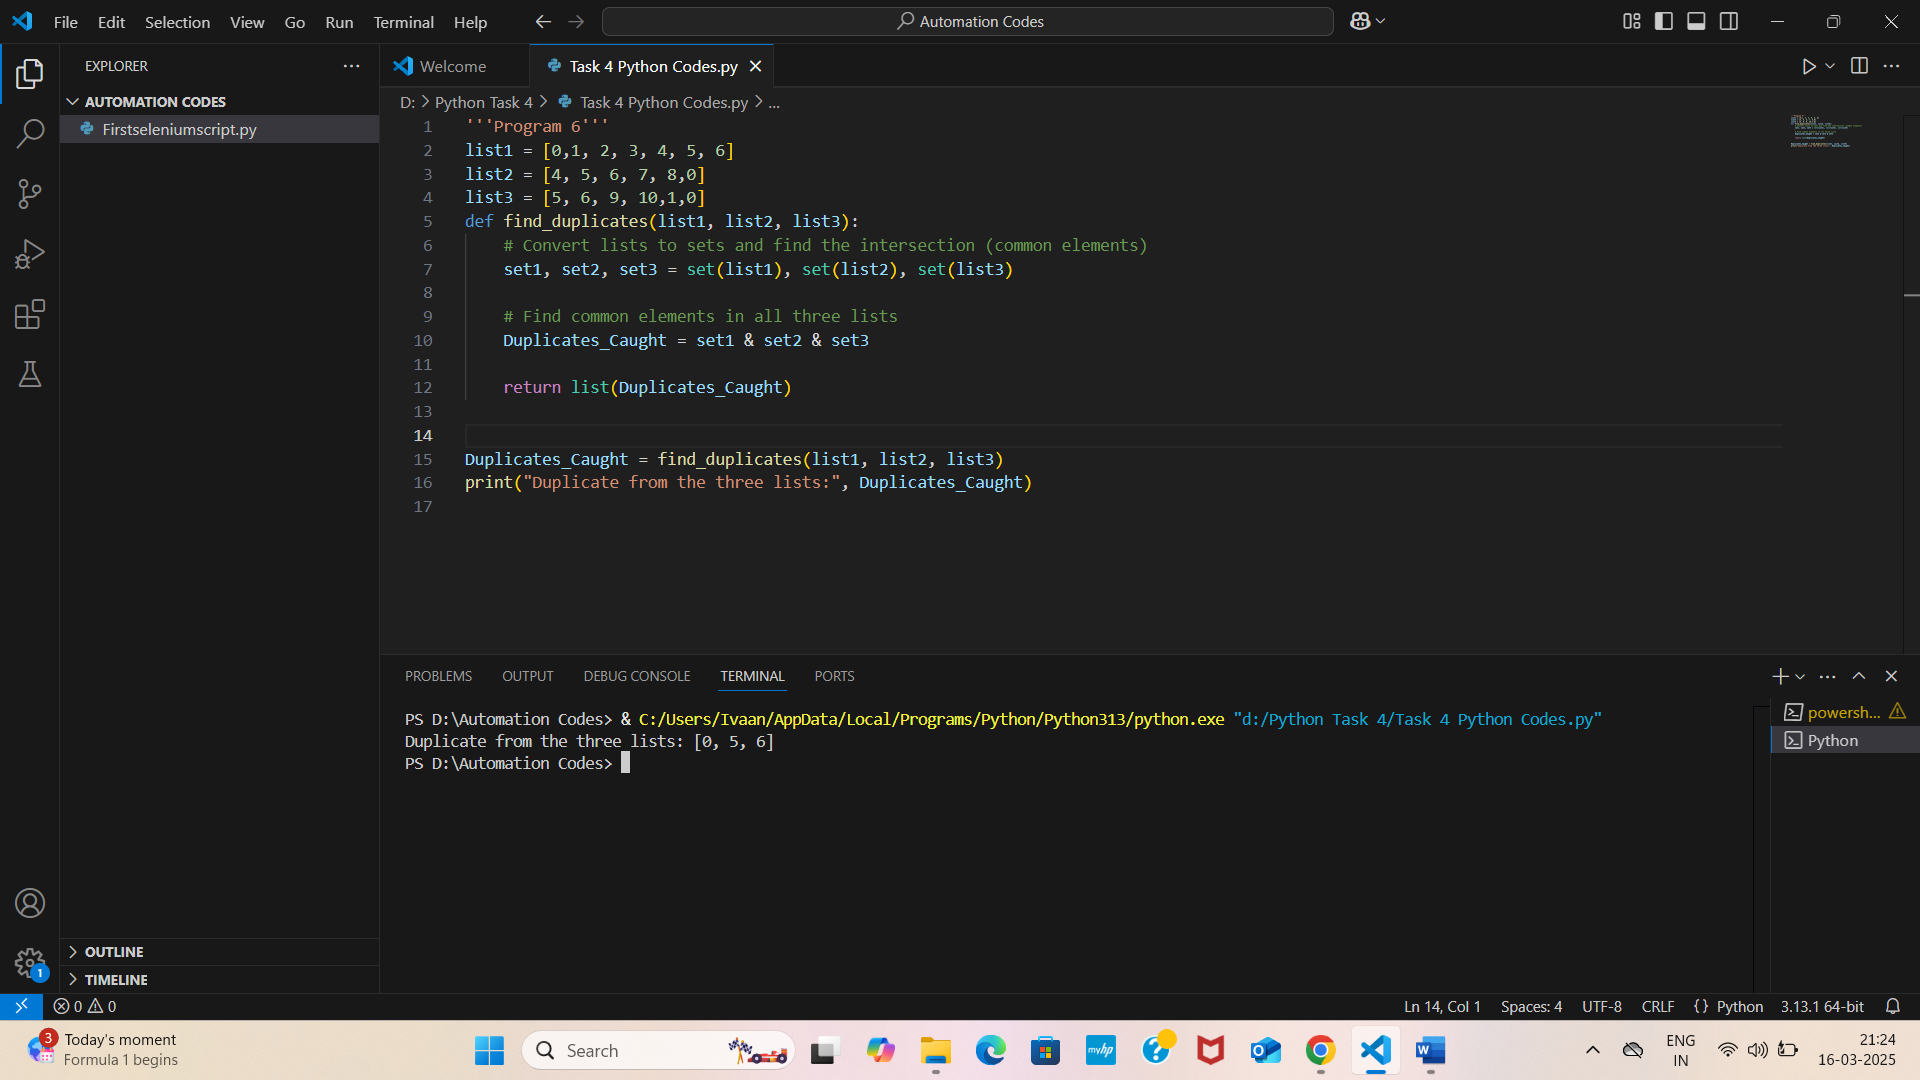 File Edit Selection View Go Run Terminal Help
Automation Codes
EXPLORER
AUTOMATION CODES
Firstseleniumscript.py
OUTLINE
TIMELINE
Welcome
Task 4 Python Codes.py
D: > Python Task 4 > Task 4 Python Codes.py > ...
1 '''Program 6'''
2 list1 = [0,1, 2, 3, 4, 5, 6]
3 list2 = [4, 5, 6, 7, 8,0]
4 list3 = [5, 6, 9, 10,1,0]
5 def find_duplicates(list1, list2, list3):
6     # Convert lists to sets and find the intersection (common elements)
7     set1, set2, set3 = set(list1), set(list2), set(list3)
8
9     # Find common elements in all three lists
10     Duplicates_Caught = set1 & set2 & set3
11
12     return list(Duplicates_Caught)
13
14
15 Duplicates_Caught = find_duplicates(list1, list2, list3)
16 print("Duplicate from the three lists:", Duplicates_Caught)
17
PROBLEMS OUTPUT DEBUG CONSOLE TERMINAL PORTS
PS D:\Automation Codes> & C:/Users/Ivaan/AppData/Local/Programs/Python/Python313/python.exe "d:/Python Task 4/Task 4 Python Codes.py"
Duplicate from the three lists: [0, 5, 6]
PS D:\Automation Codes>
powersh...
Python
1
0 0
Ln 14, Col 1 Spaces: 4 UTF-8 CRLF {} Python 3.13.1 64-bit
3
Today's moment
Formula 1 begins
Search
myhp
ENG
IN
21:24
16-03-2025